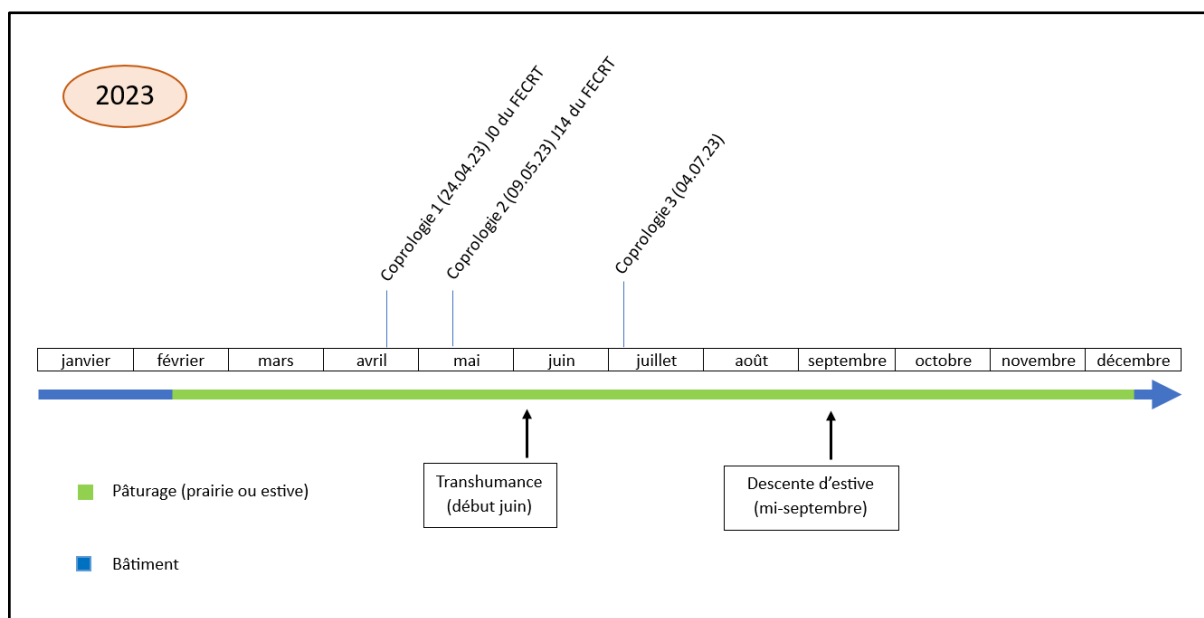 2023
Coprologie 1 (24.04.23) J0 du FECRT
Coprologie 2 (09.05.23) J14 du FECRT
Coprologie 3 (04.07.23)
janvier février mars avril mai juin juillet août septembre octobre novembre décembre
Transhumance
(début juin)
Descente d'estive
(mi-septembre)
Pâturage (prairie ou estive)
Bâtiment